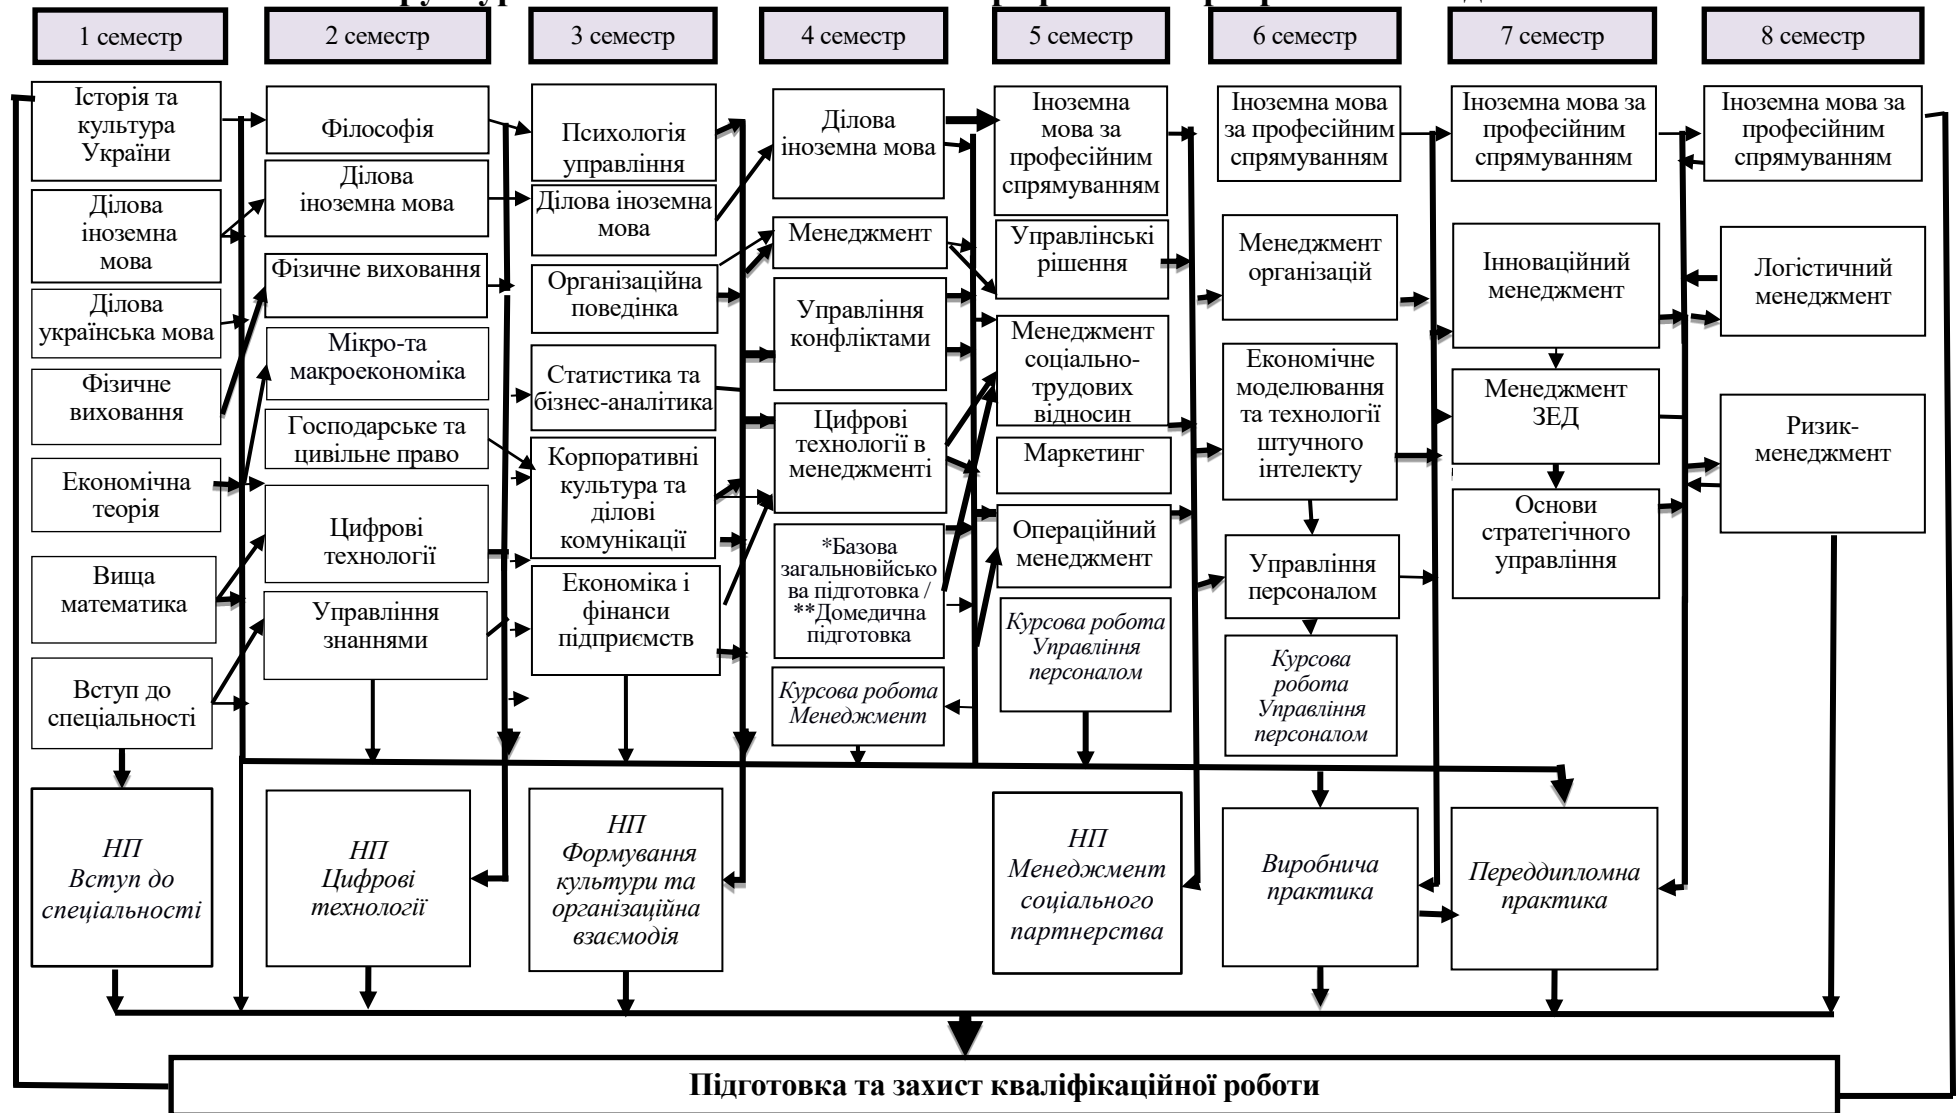 1 семестр
2 семестр
3 семестр
4 семестр
5 семестр
6 семестр
7 семестр
8 семестр
Історія та
культура
України
Ділова
іноземна
мова
Ділова
українська мова
Фізичне
виховання
Економічна
теорія
Вища
математика
Вступ до
спеціальності
НП
Вступ до
спеціальності
Філософія
Ділова
іноземна мова
Фізичне виховання
Мікро-та
макроекономіка
Господарське та
цивільне право
Цифрові
технології
Управління
знаннями
НП
Цифрові
технології
Психологія
управління
Ділова іноземна
мова
Організаційна
поведінка
Статистика та
бізнес-аналітика
Корпоративні
культура та
ділові
комунікації
Економіка і
фінанси
підприємств
НП
Формування
культури та
організаційна
взаємодія
Ділова
іноземна мова
Менеджмент
Управління
конфліктами
Цифрові
технології в
менеджменті
*Базова
загальновійсько
ва підготовка /
**Домедична
підготовка
Курсова робота
Менеджмент
Іноземна
мова за
професійним
спрямуванням
Управлінські
рішення
Менеджмент
соціально-
трудових
відносин
Маркетинг
Операційний
менеджмент
Курсова робота
Управління
персоналом
НП
Менеджмент
соціального
партнерства
Іноземна мова
за професійним
спрямуванням
Менеджмент
організацій
Економічне
моделювання
та технології
штучного
інтелекту
Управління
персоналом
Курсова
робота
Управління
персоналом
Виробнича
практика
Іноземна мова за
професійним
спрямуванням
Інноваційний
менеджмент
Менеджмент
ЗЕД
Основи
стратегічного
управління
Переддипломна
практика
Іноземна мова за
професійним
спрямуванням
Логістичний
менеджмент
Ризик-
менеджмент
Підготовка та захист кваліфікаційної роботи